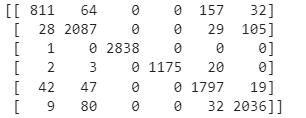 [[ 811 64 0 0 157 32]
[ 28 2087 0 0 29 105]
[ 1 0 2838 0 0 0]
[ 2 3 0 1175 20 0]
[ 42 47 0 0 1797 19]
[ 9 80 0 0 32 2036]]